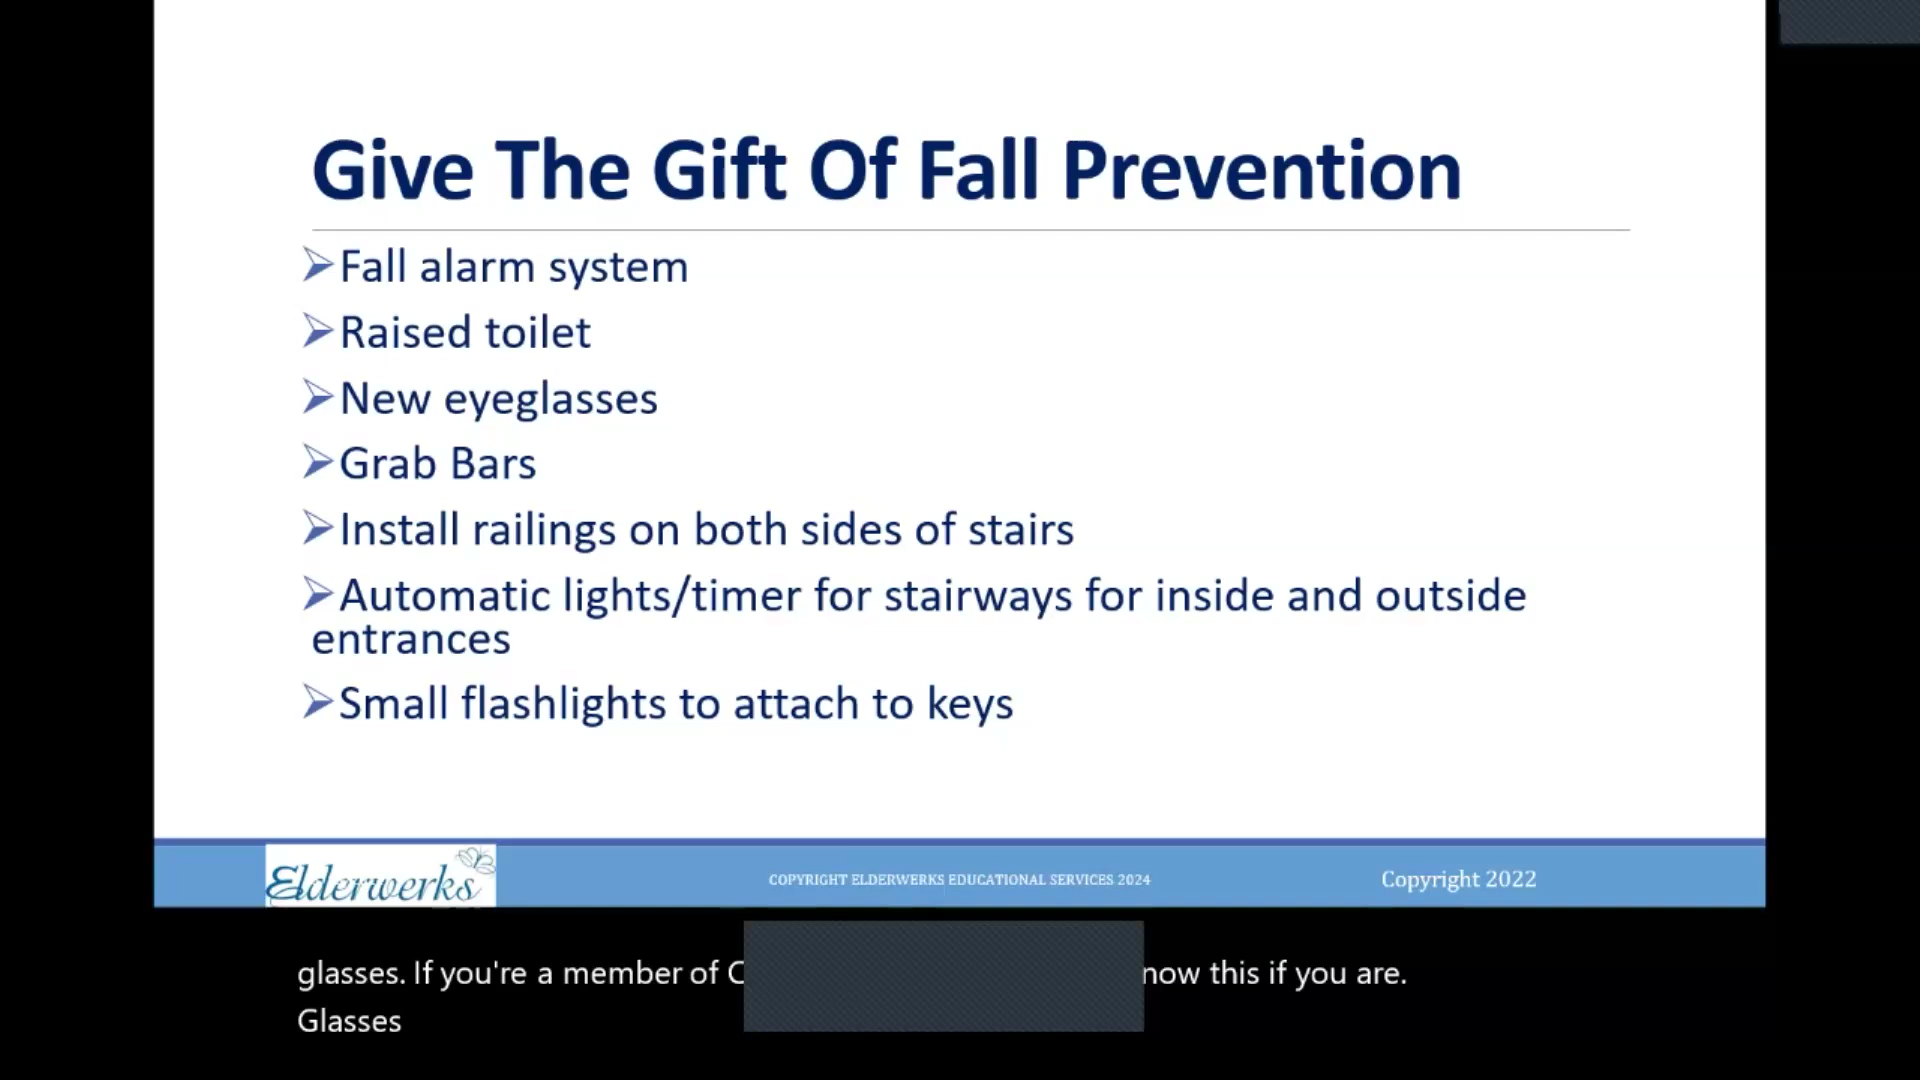 Give The Gift Of Fall Prevention
➢Fall alarm system
➢Raised toilet
➢New eyeglasses
➢Grab Bars
➢Install railings on both sides of stairs
➢Automatic lights/timer for stairways for inside and outside
entrances
➢Small flashlights to attach to keys
Elderwerks
COPYRIGHT ELDERWERKS EDUCATIONAL SERVICES 2024
Copyright 2022
glasses. If you're a member of this if you are.
Glasses